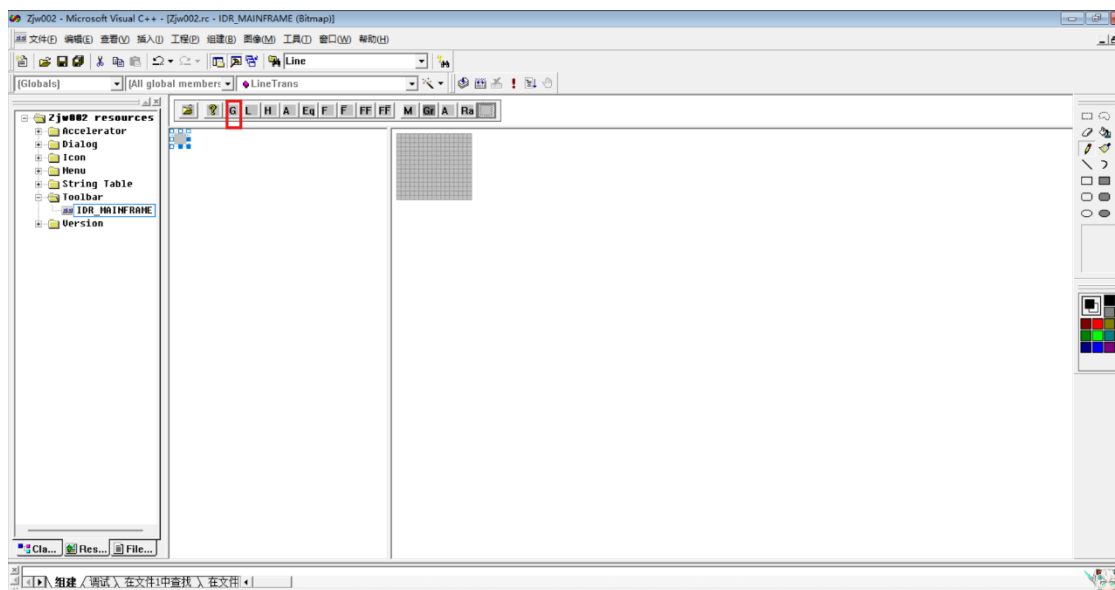 Zjw002 - Microsoft Visual C++ - [Zjw002.rc - IDR_MAINFRAME (Bitmap)]
文件(F) 编辑(E) 查看(V) 插入(I) 工程(P) 组建(B) 图像(M) 工具(T) 窗口(W) 帮助(H)
Line
(Globals) (All global members LineTrans
G L H A Eq F F FF FF M Gr A Ra
Zjw002 resources
Accelerator
Dialog
Icon
Menu
String Table
Toolbar
IDR_MAINFRAME
Version
Cla... Res... File...
组建 调试 在文件1中查找 在文件